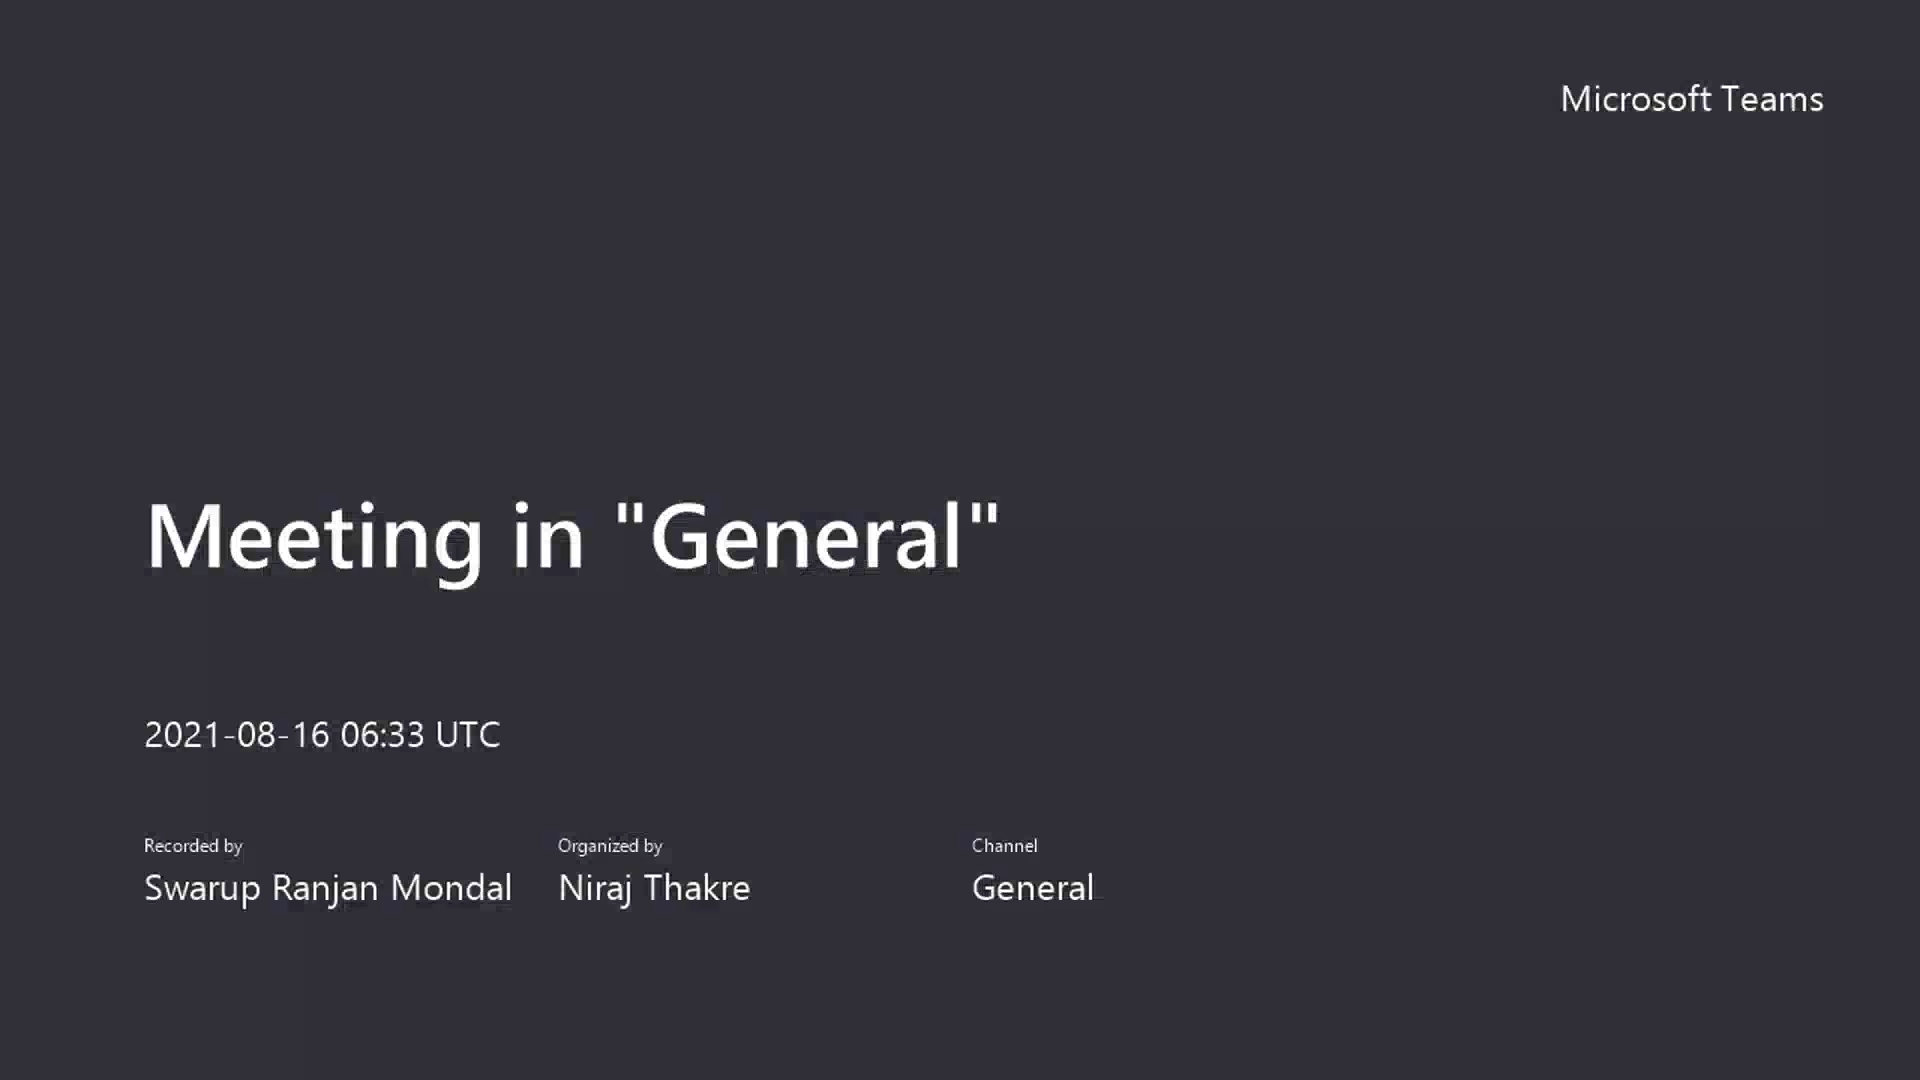 Microsoft Teams
Meeting in "General"
2021-08-16 06:33 UTC
Recorded by Organized by Channel
Swarup Ranjan Mondal Niraj Thakre General